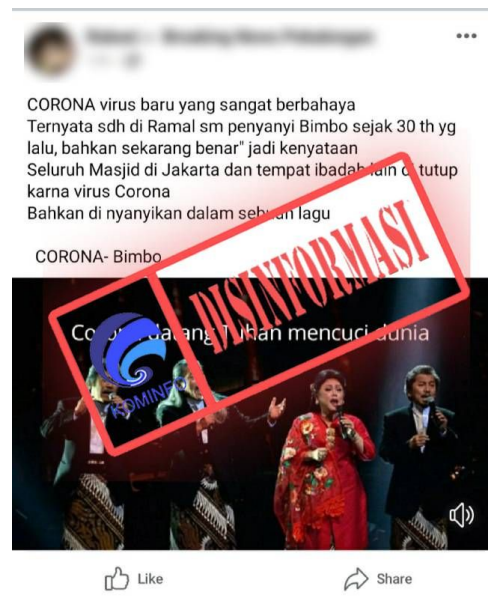 CORONA virus baru yang sangat berbahaya
Ternyata sdh di Ramal sm penyanyi Bimbo sejak 30 th yg
lalu, bahkan sekarang benar" jadi kenyataan
Seluruh Masjid di Jakarta dan tempat ibadah lain di tutup
karna virus Corona
Bahkan di nyanyikan dalam sebuah lagu
CORONA- Bimbo
DISINFORMASI
KOMINFO
Corona datang Tuhan mencuci dunia
Like
Share